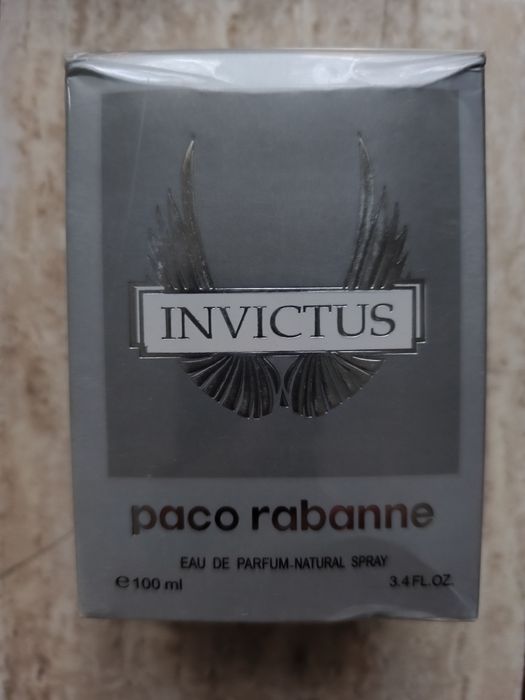 INVICTUS
paco rabanne
EAU DE PARFUM-NATURAL SPRAY
℮ 100 ml 3.4 FL.OZ.